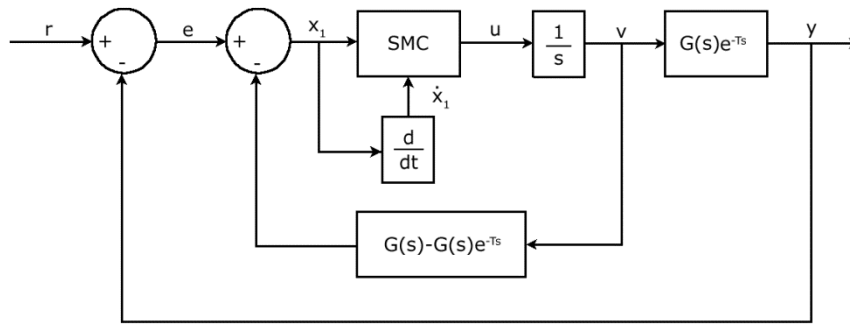 r
+
-
e
+
-
x₁
SMC
u
1
s
v
G(s)e⁻ᵀˢ
y
ẋ₁
d
dt
G(s)-G(s)e⁻ᵀˢ